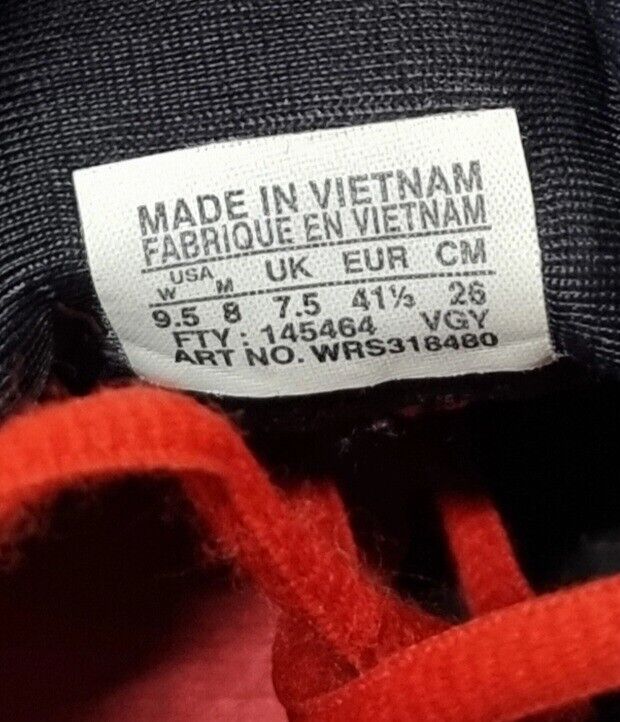 MADE IN VIETNAM
FABRIQUE EN VIETNAM
USA UK EUR CM
W M
9.5 8 7.5 41⅓ 26
FTY: 145464 VGY
ART NO. WRS318480